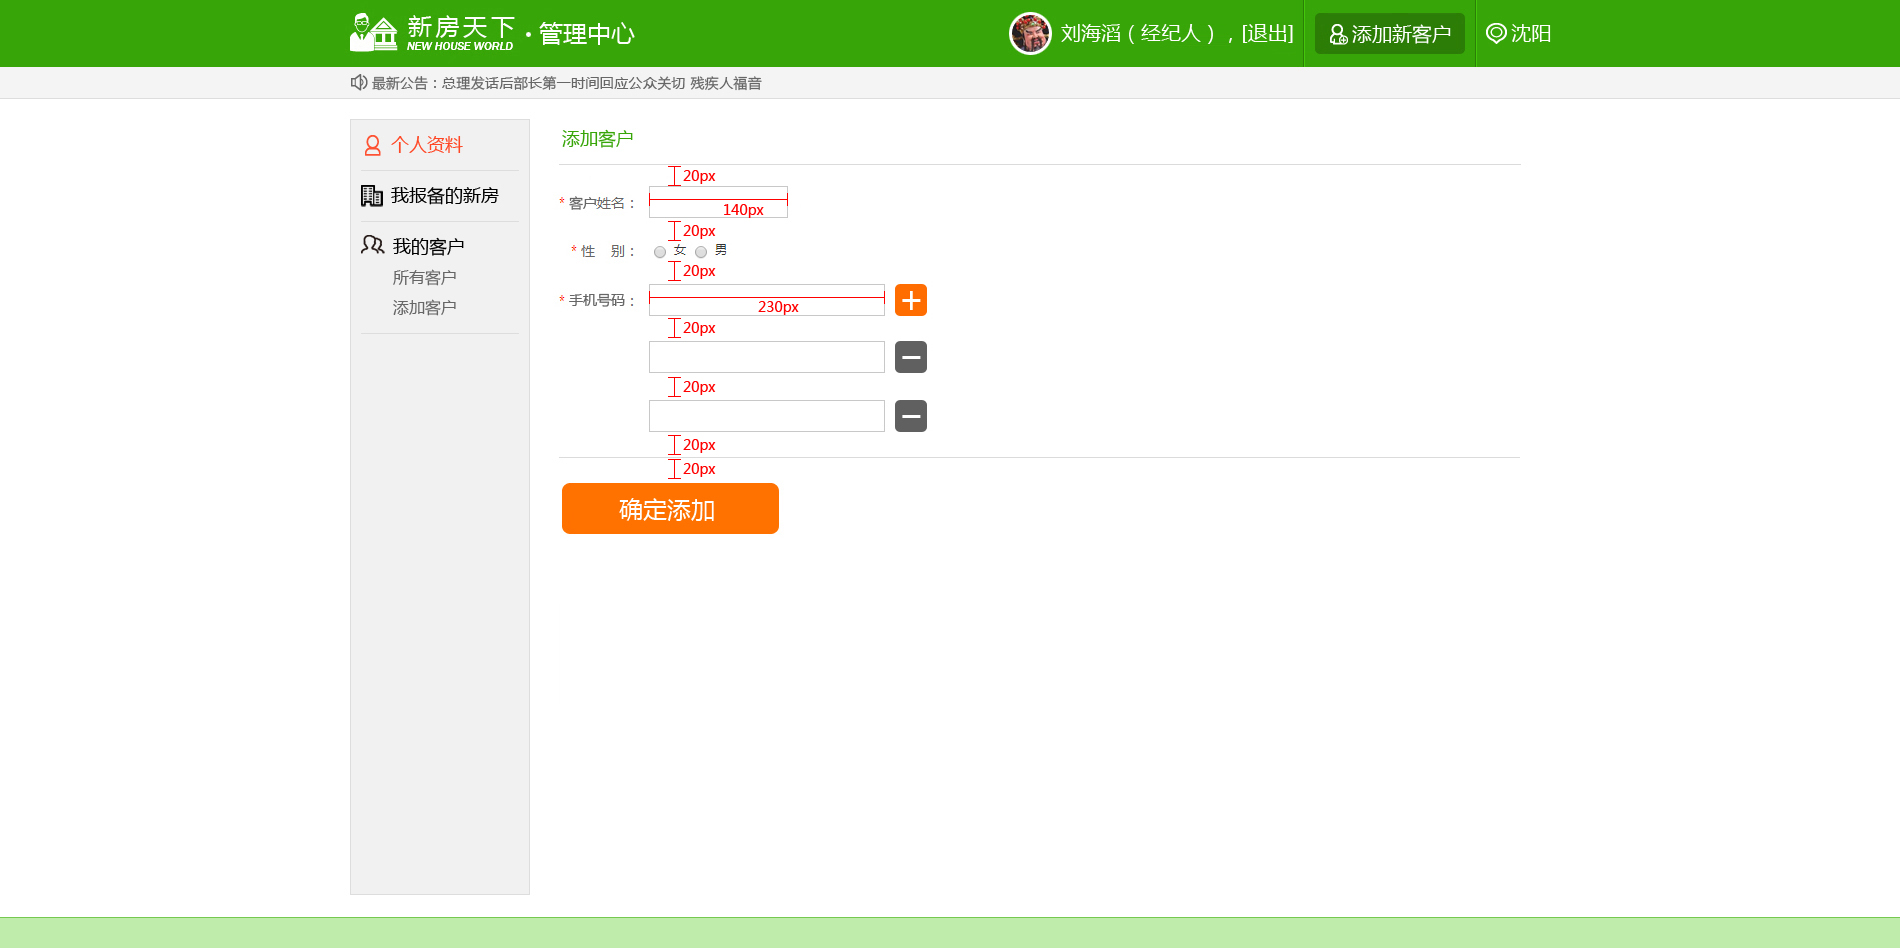 新房天下
NEW HOUSE WORLD
·管理中心
刘海滔（经纪人），[退出]
添加新客户
沈阳
最新公告：总理发话后部长第一时间回应公众关切 残疾人福音
个人资料
我报备的新房
我的客户
所有客户
添加客户
添加客户
20px
* 客户姓名：
140px
20px
* 性 别： 女 男
20px
* 手机号码：
230px
20px
20px
20px
20px
确定添加